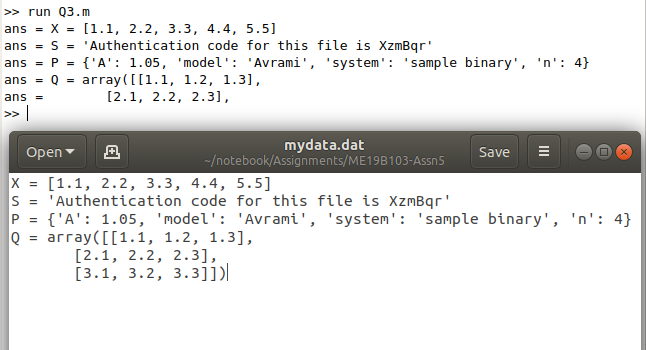 >> run Q3.m
ans = X = [1.1, 2.2, 3.3, 4.4, 5.5]
ans = S = 'Authentication code for this file is XzmBqr'
ans = P = {'A': 1.05, 'model': 'Avrami', 'system': 'sample binary', 'n': 4}
ans = Q = array([[1.1, 1.2, 1.3],
ans =        [2.1, 2.2, 2.3],
>>
Open
mydata.dat
~/notebook/Assignments/ME19B103-Assn5
Save
X = [1.1, 2.2, 3.3, 4.4, 5.5]
S = 'Authentication code for this file is XzmBqr'
P = {'A': 1.05, 'model': 'Avrami', 'system': 'sample binary', 'n': 4}
Q = array([[1.1, 1.2, 1.3],
       [2.1, 2.2, 2.3],
       [3.1, 3.2, 3.3]])